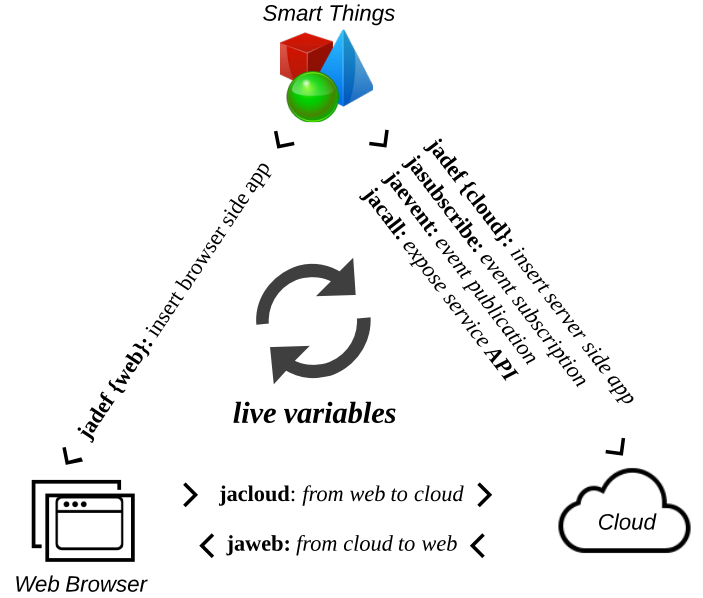 Smart Things
jadef {web}: insert browser side app
jadef {cloud}: insert server side app
jasubscribe: event subscription
jaevent: event publication
jacall: expose service API
live variables
jacloud: from web to cloud
jaweb: from cloud to web
Cloud
Web Browser